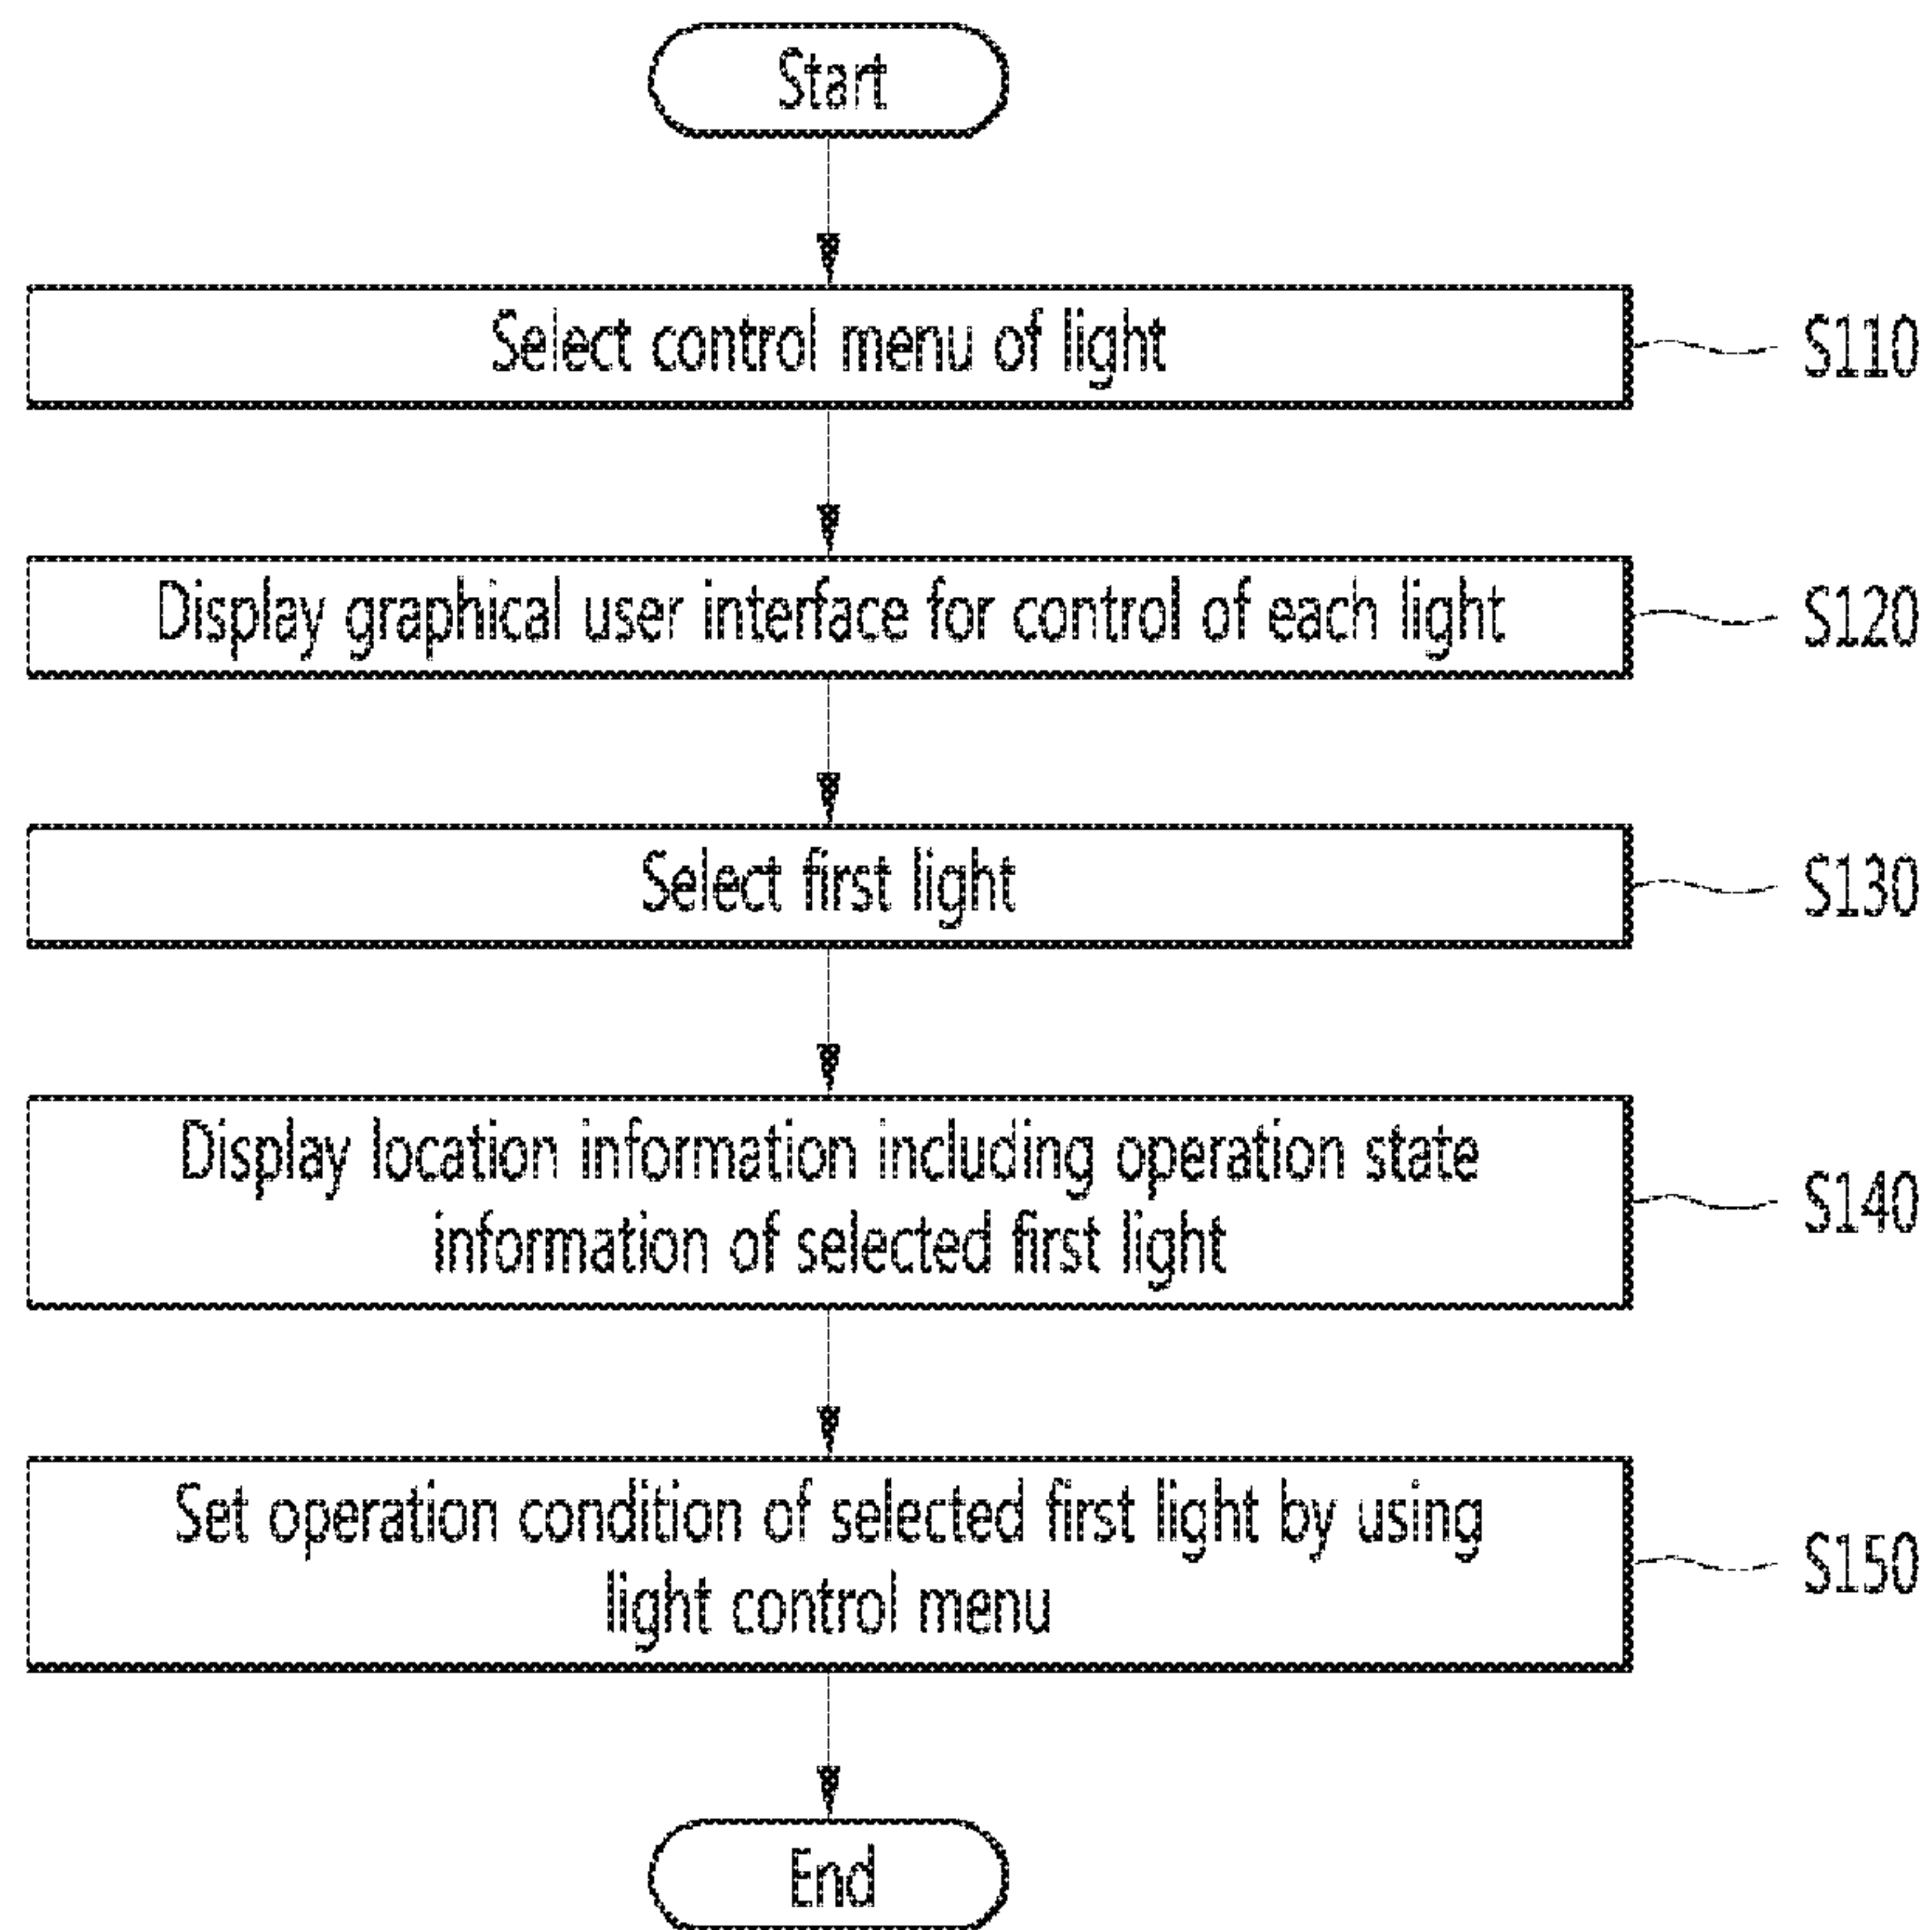 Start
Select control menu of light
S110
Display graphical user interface for control of each light
S120
Select first light
S130
Display location information including operation state
information of selected first light
S140
Set operation condition of selected first light by using
light control menu
S150
End